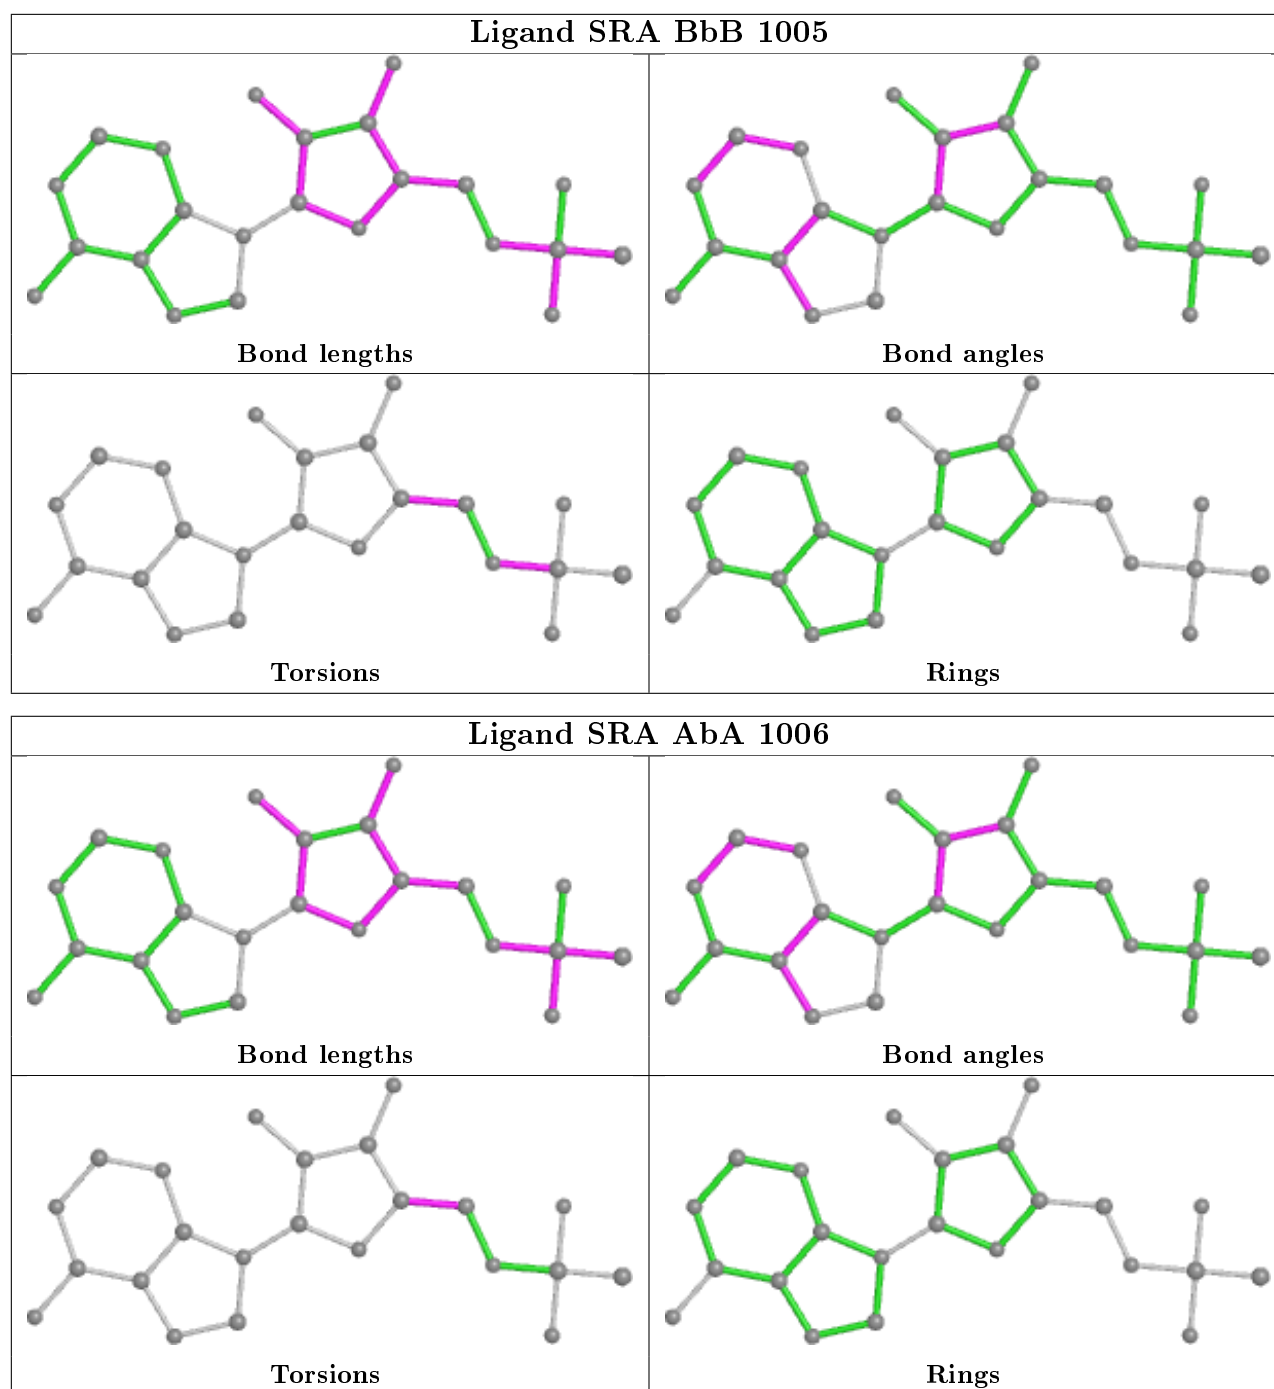 Ligand SRA BbB 1005
Bond lengths
Bond angles
Torsions
Rings
Ligand SRA AbA 1006
Bond lengths
Bond angles
Torsions
Rings